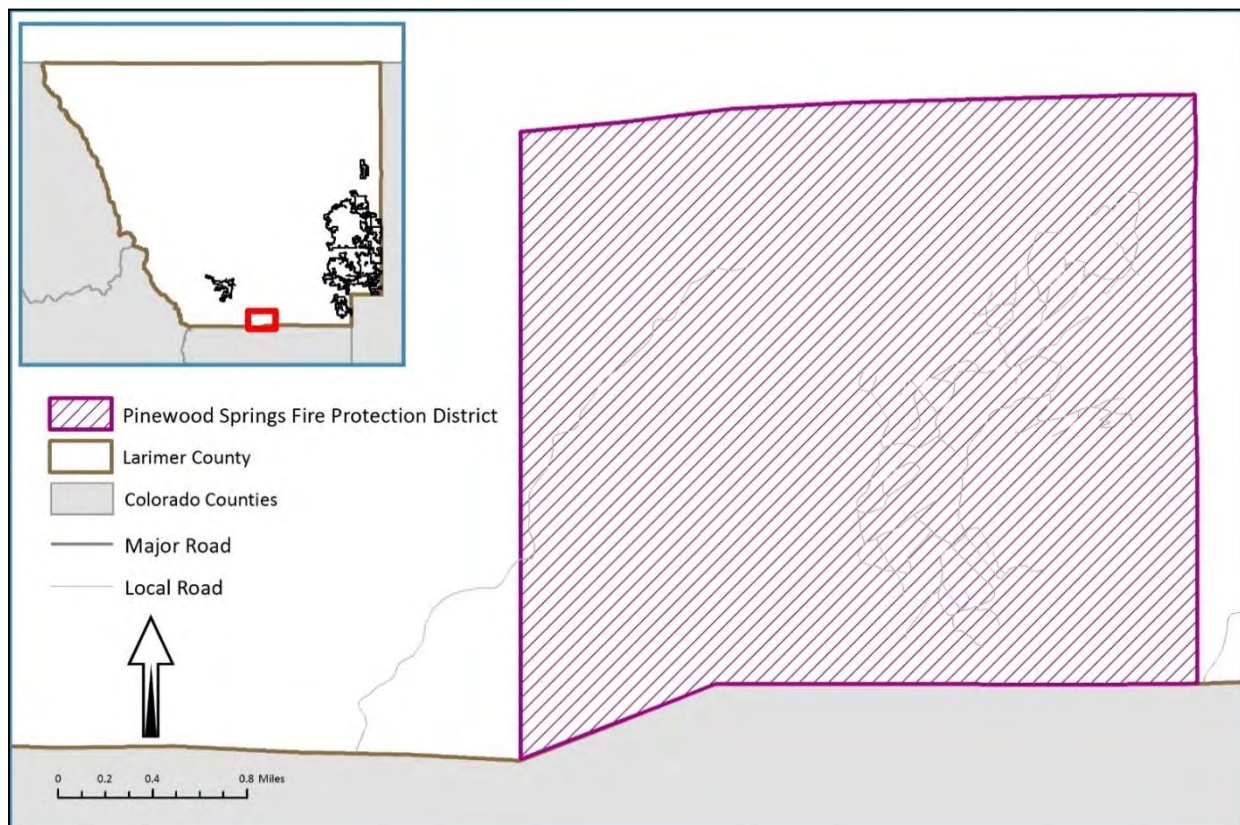 Pinewood Springs Fire Protection District
Larimer County
Colorado Counties
Major Road
Local Road
0 0.2 0.4 0.8 Miles